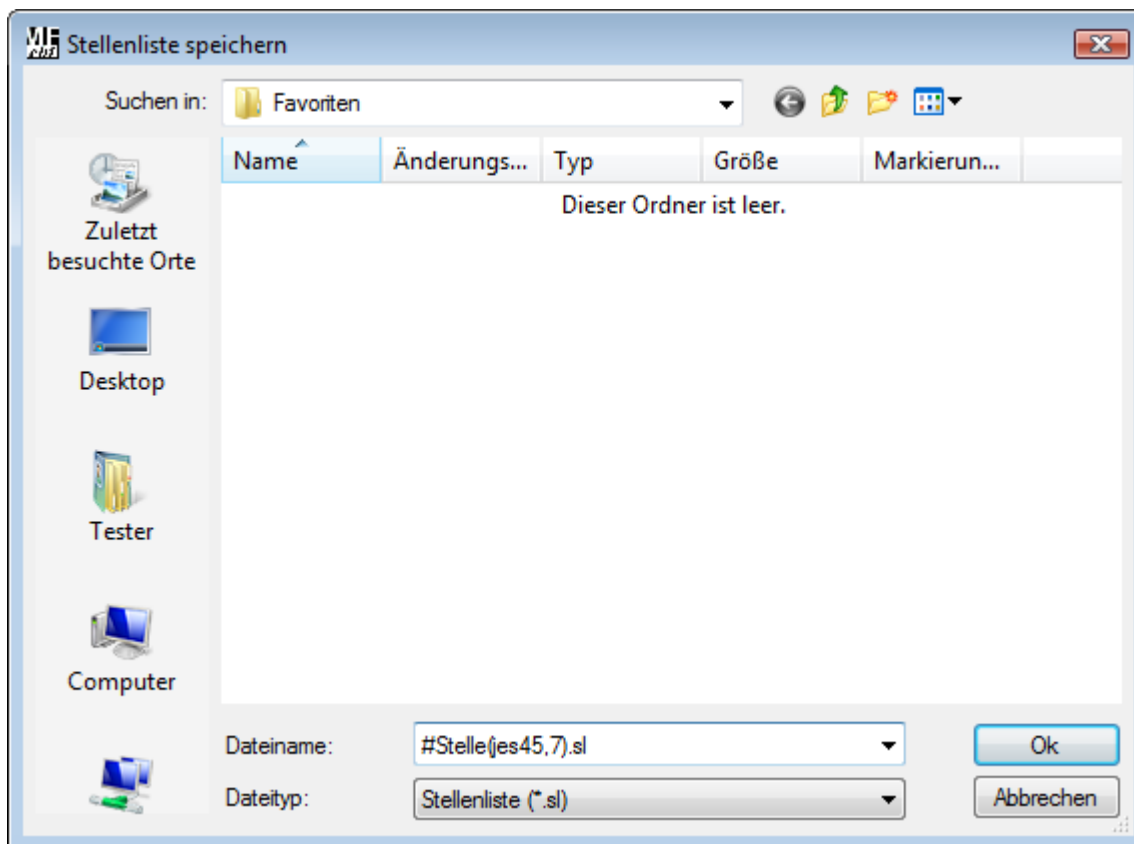 Stellenliste speichern
Suchen in: Favoriten
Name Änderungs... Typ Größe Markierun...
Dieser Ordner ist leer.
Zuletzt
besuchte Orte
Desktop
Tester
Computer
Dateiname: #Stelle(jes45,7).sl Ok
Dateityp: Stellenliste (*.sl) Abbrechen